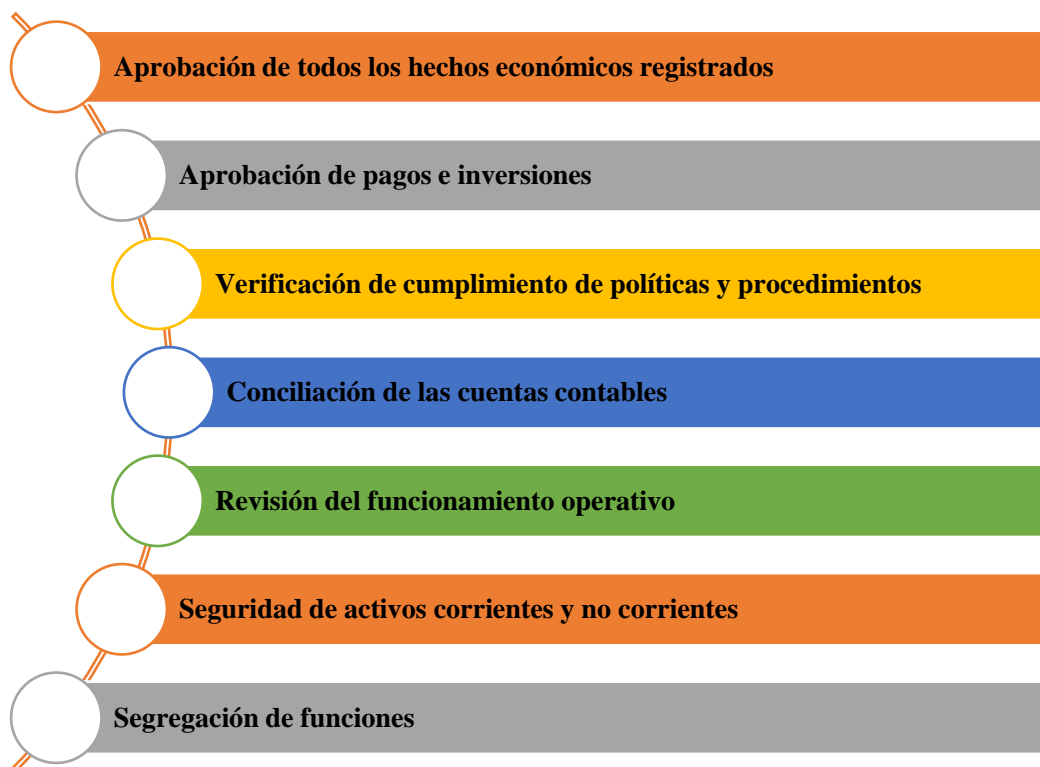 Aprobación de todos los hechos económicos registrados
Aprobación de pagos e inversiones
Verificación de cumplimiento de políticas y procedimientos
Conciliación de las cuentas contables
Revisión del funcionamiento operativo
Seguridad de activos corrientes y no corrientes
Segregación de funciones